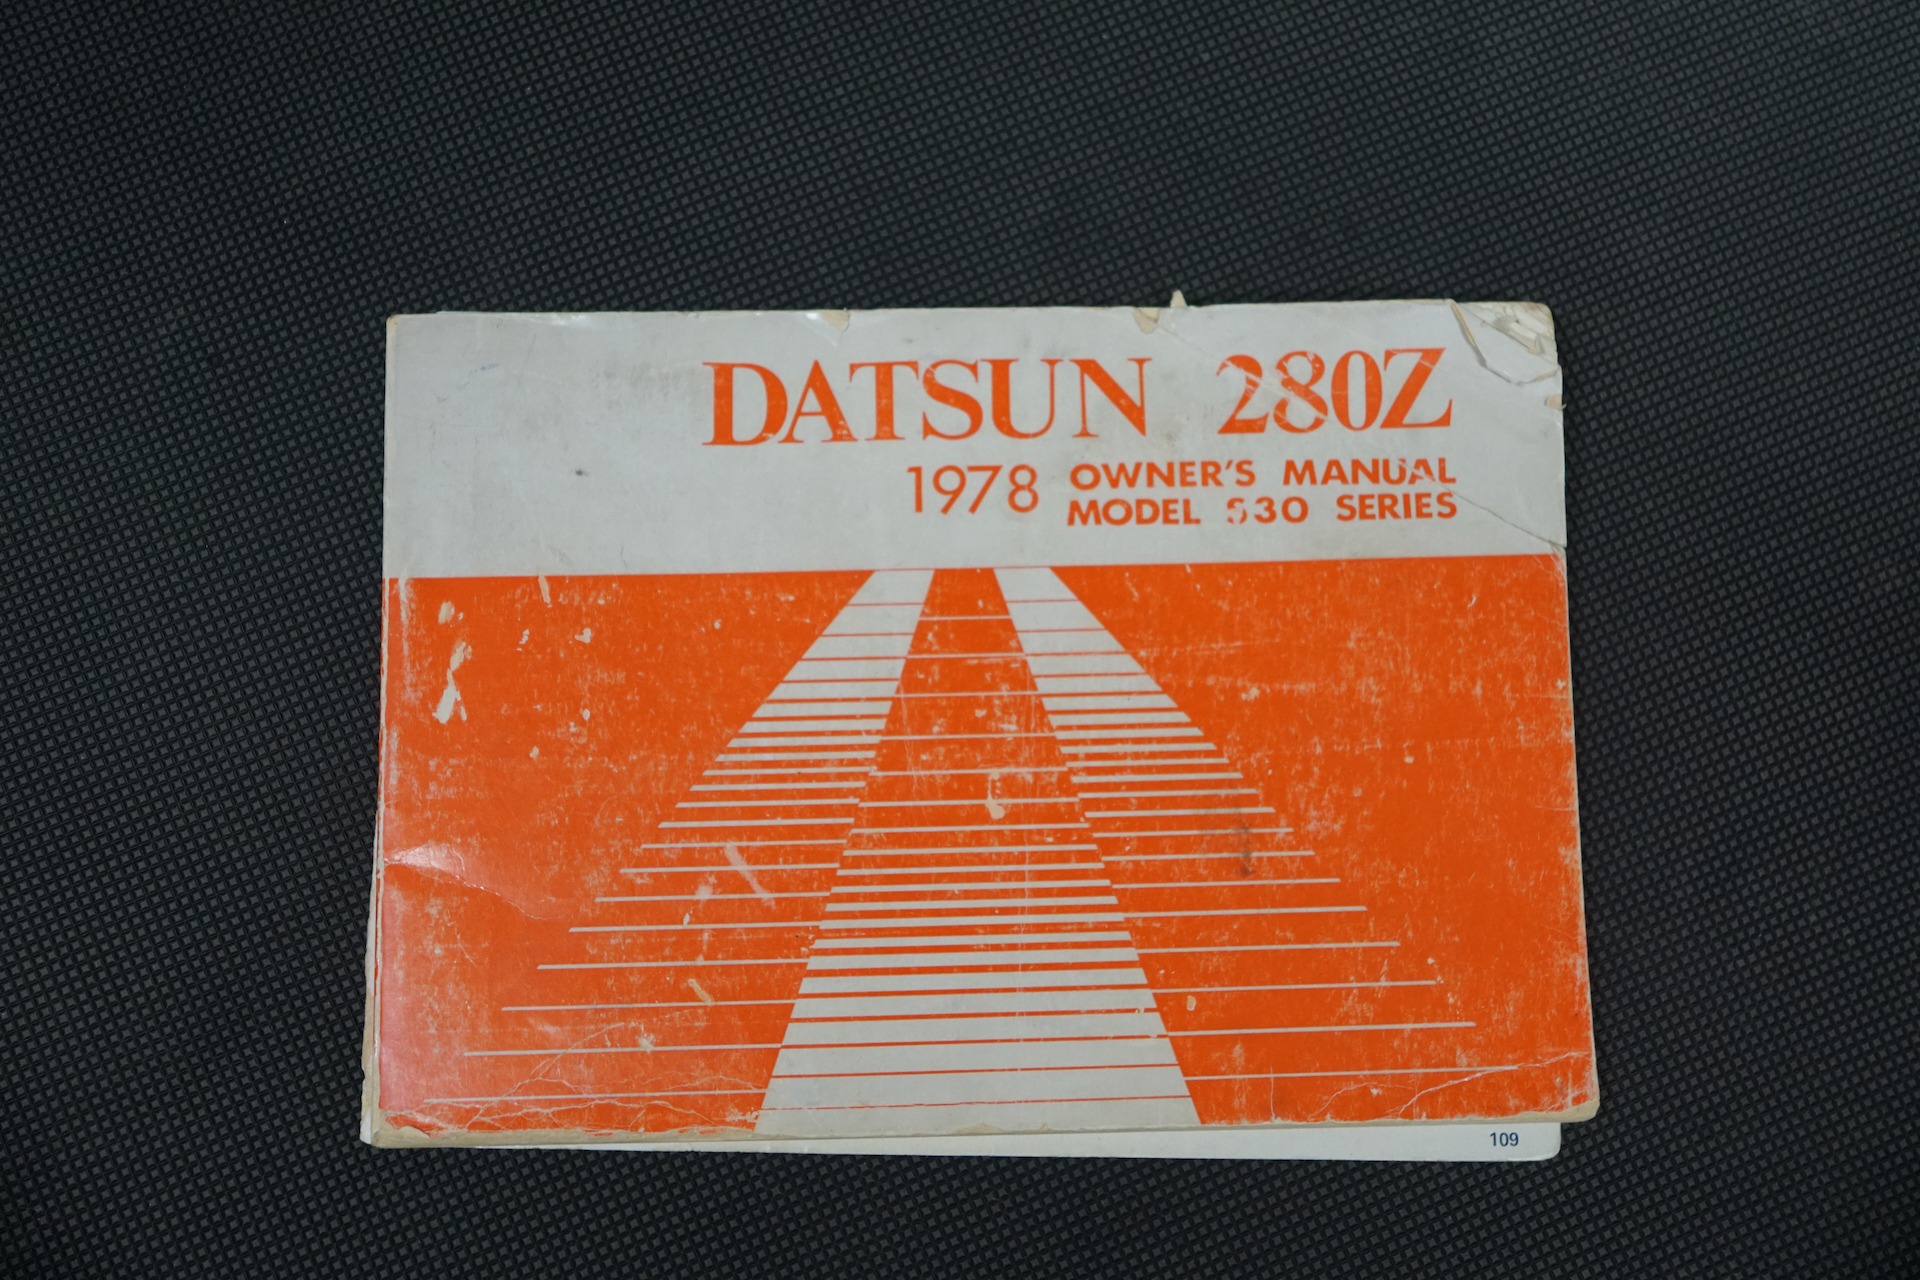 DATSUN 280Z
1978 OWNER'S MANUAL
MODEL S30 SERIES
109